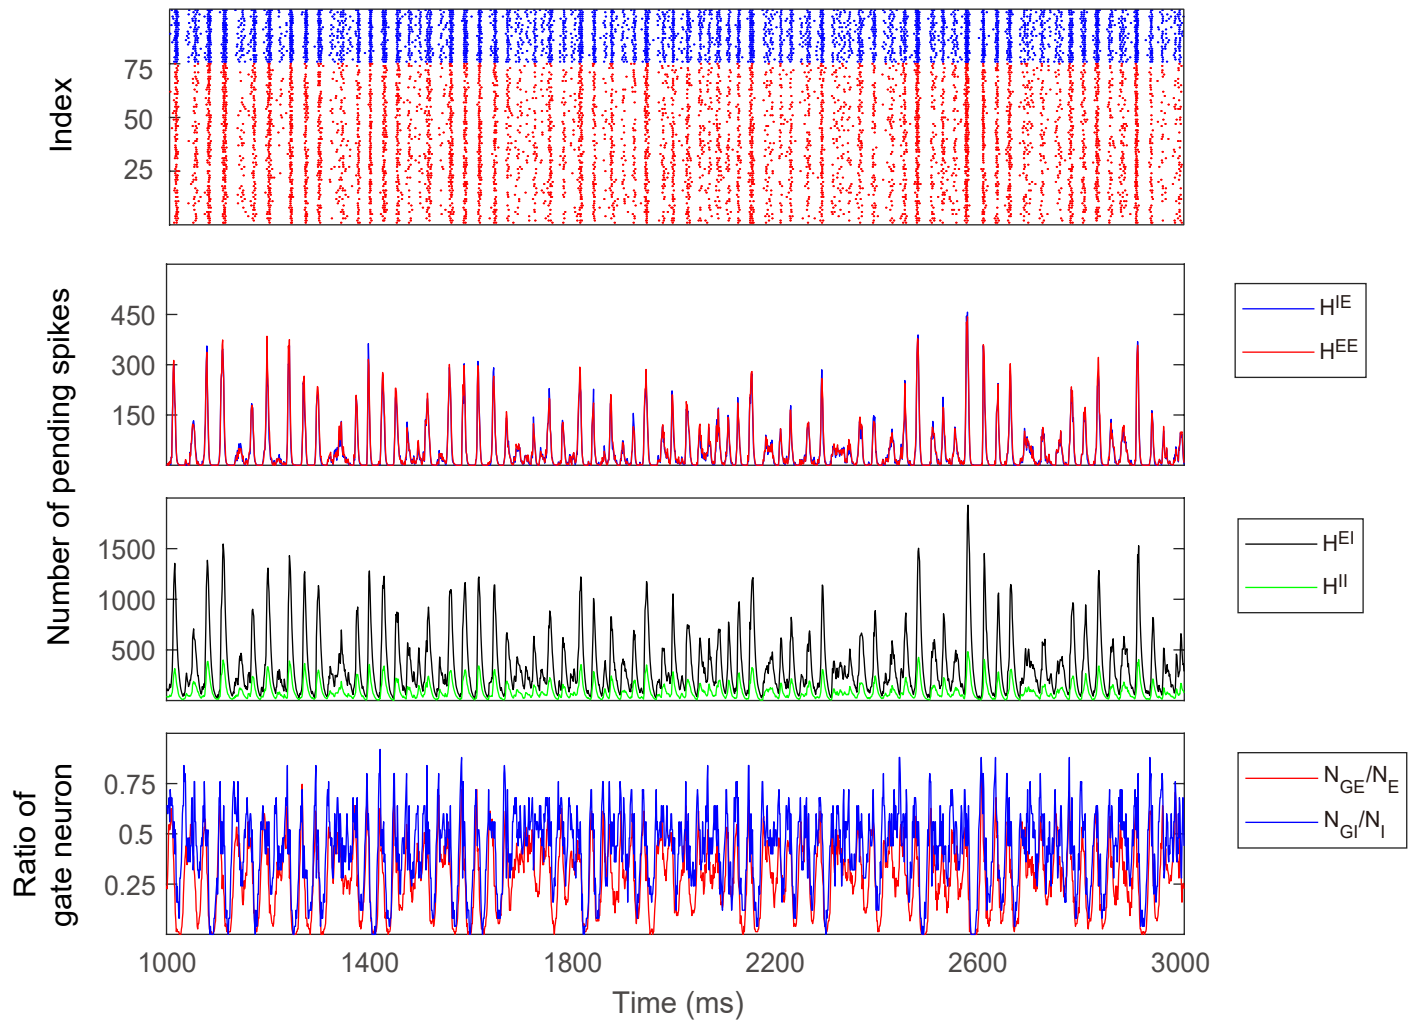 Index
75
50
25
Number of pending spikes
450
300
150
H^IE
H^EE
1500
1000
500
H^EI
H^II
Ratio of
gate neuron
0.75
0.5
0.25
N_GE/N_E
N_GI/N_I
1000 1400 1800 2200 2600 3000
Time (ms)